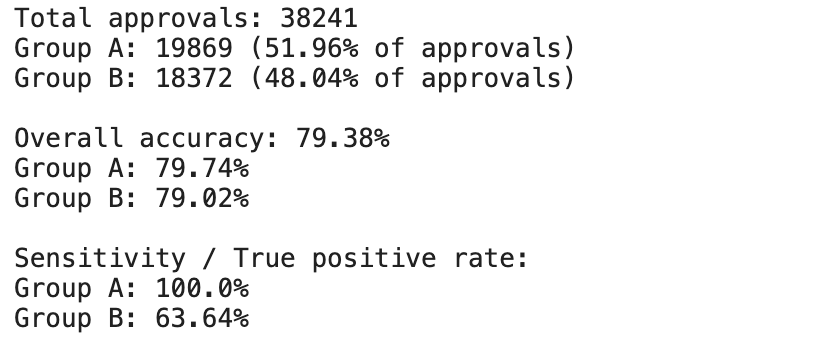 Total approvals: 38241
Group A: 19869 (51.96% of approvals)
Group B: 18372 (48.04% of approvals)
Overall accuracy: 79.38%
Group A: 79.74%
Group B: 79.02%
Sensitivity / True positive rate:
Group A: 100.0%
Group B: 63.64%